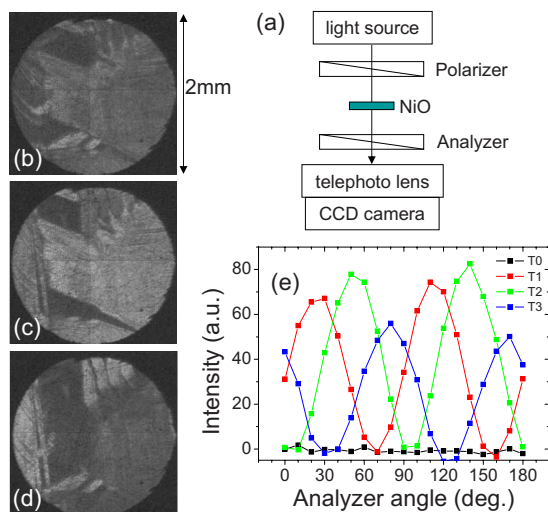 (a)
light source
Polarizer
NiO
Analyzer
telephoto lens
CCD camera
2mm
(b)
(c)
(d)
(e)
T0
T1
T2
T3
80
60
40
20
0
Intensity (a.u.)
0 30 60 90 120 150 180
Analyzer angle (deg.)